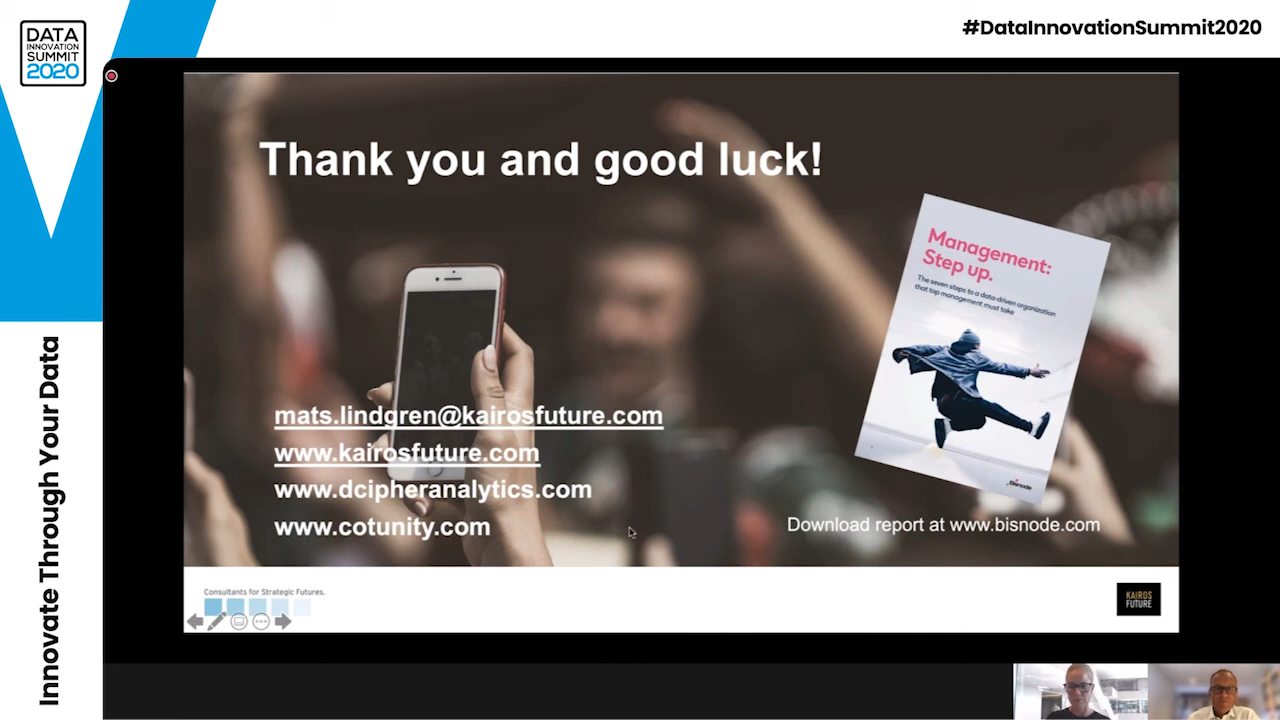 DATA
INNOVATION
SUMMIT
2020
#DataInnovationSummit2020
Innovate Through Your Data
Thank you and good luck!
Management:
Step up.
The seven steps to a data-driven organization
that top management must take
Bisnode
mats.lindgren@kairosfuture.com
www.kairosfuture.com
www.dcipheranalytics.com
www.cotunity.com
Download report at www.bisnode.com
Consultants for Strategic Futures.
KAIROS
FUTURE